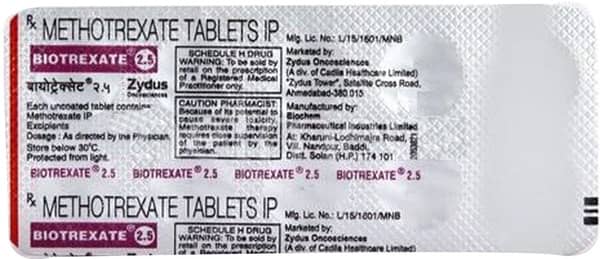 ℞ METHOTREXATE TABLETS IP
BIOTREXATE® 2.5
बायोट्रेक्सेट® २.५
Zydus
Oncosciences
Each uncoated tablet contains
Methotrexate IP
Excipients
Dosage : As directed by the Physician
Store below 30°C.
Protected from light.
SCHEDULE H DRUG
WARNING: To be sold by
retail on the prescription
of a Registered Medical
Practitioner only.
CAUTION PHARMACIST:
Because of its potential to
cause severe toxicity,
Methotrexate therapy
requires close supervision
of the patient by the
physician.
Mfg. Lic. No.: L/15/1601/MNB
Marketed by:
Zydus Oncosciences
(A div. of Cadila Healthcare Limited)
"Zydus Tower", Satellite Cross Road,
Ahmedabad-380 015
Manufactured by:
Biochem
Pharmaceutical Industries Limited
At: Kharuni-Lodhimajra Road,
Vill. Nandpur, Baddi,
Distt. Solan (H.P.) 174 101
BIOTREXATE® 2.5 BIOTREXATE® 2.5 BIOTREXATE® 2.5 BIOTREXATE® 2.5
℞ METHOTREXATE TABLETS IP
BIOTREXATE® 2.5
SCHEDULE H DRUG
WARNING: To be sold by
retail on the prescription
Mfg. Lic. No.: L/15/1601/MNB
Marketed by:
Zydus Oncosciences
(A div. of Cadila Healthcare Limited)